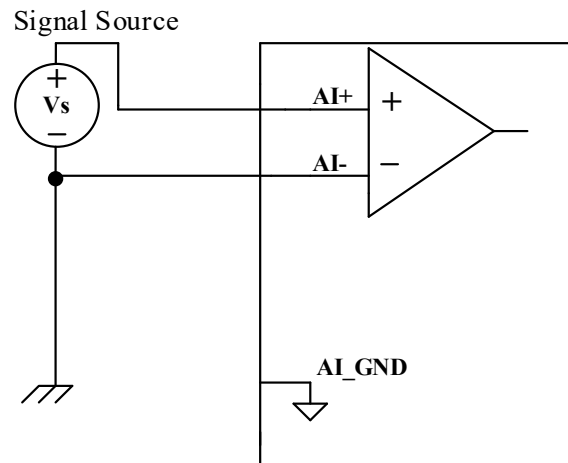 Signal Source
+
Vs
−
AI+
+
AI-
−
AI_GND